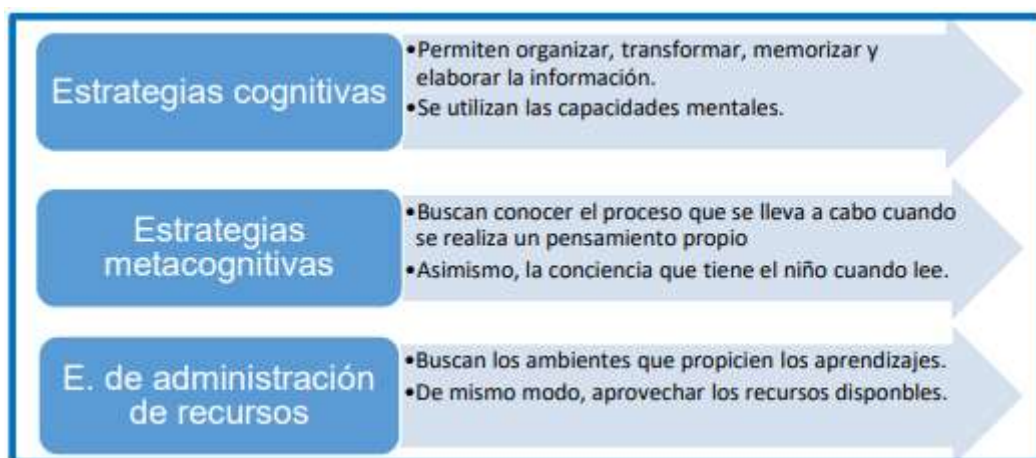 Estrategias cognitivas
•Permiten organizar, transformar, memorizar y
elaborar la información.
•Se utilizan las capacidades mentales.
Estrategias
metacognitivas
•Buscan conocer el proceso que se lleva a cabo cuando
se realiza un pensamiento propio
•Asimismo, la conciencia que tiene el niño cuando lee.
E. de administración
de recursos
•Buscan los ambientes que propicien los aprendizajes.
•De mismo modo, aprovechar los recursos disponbles.